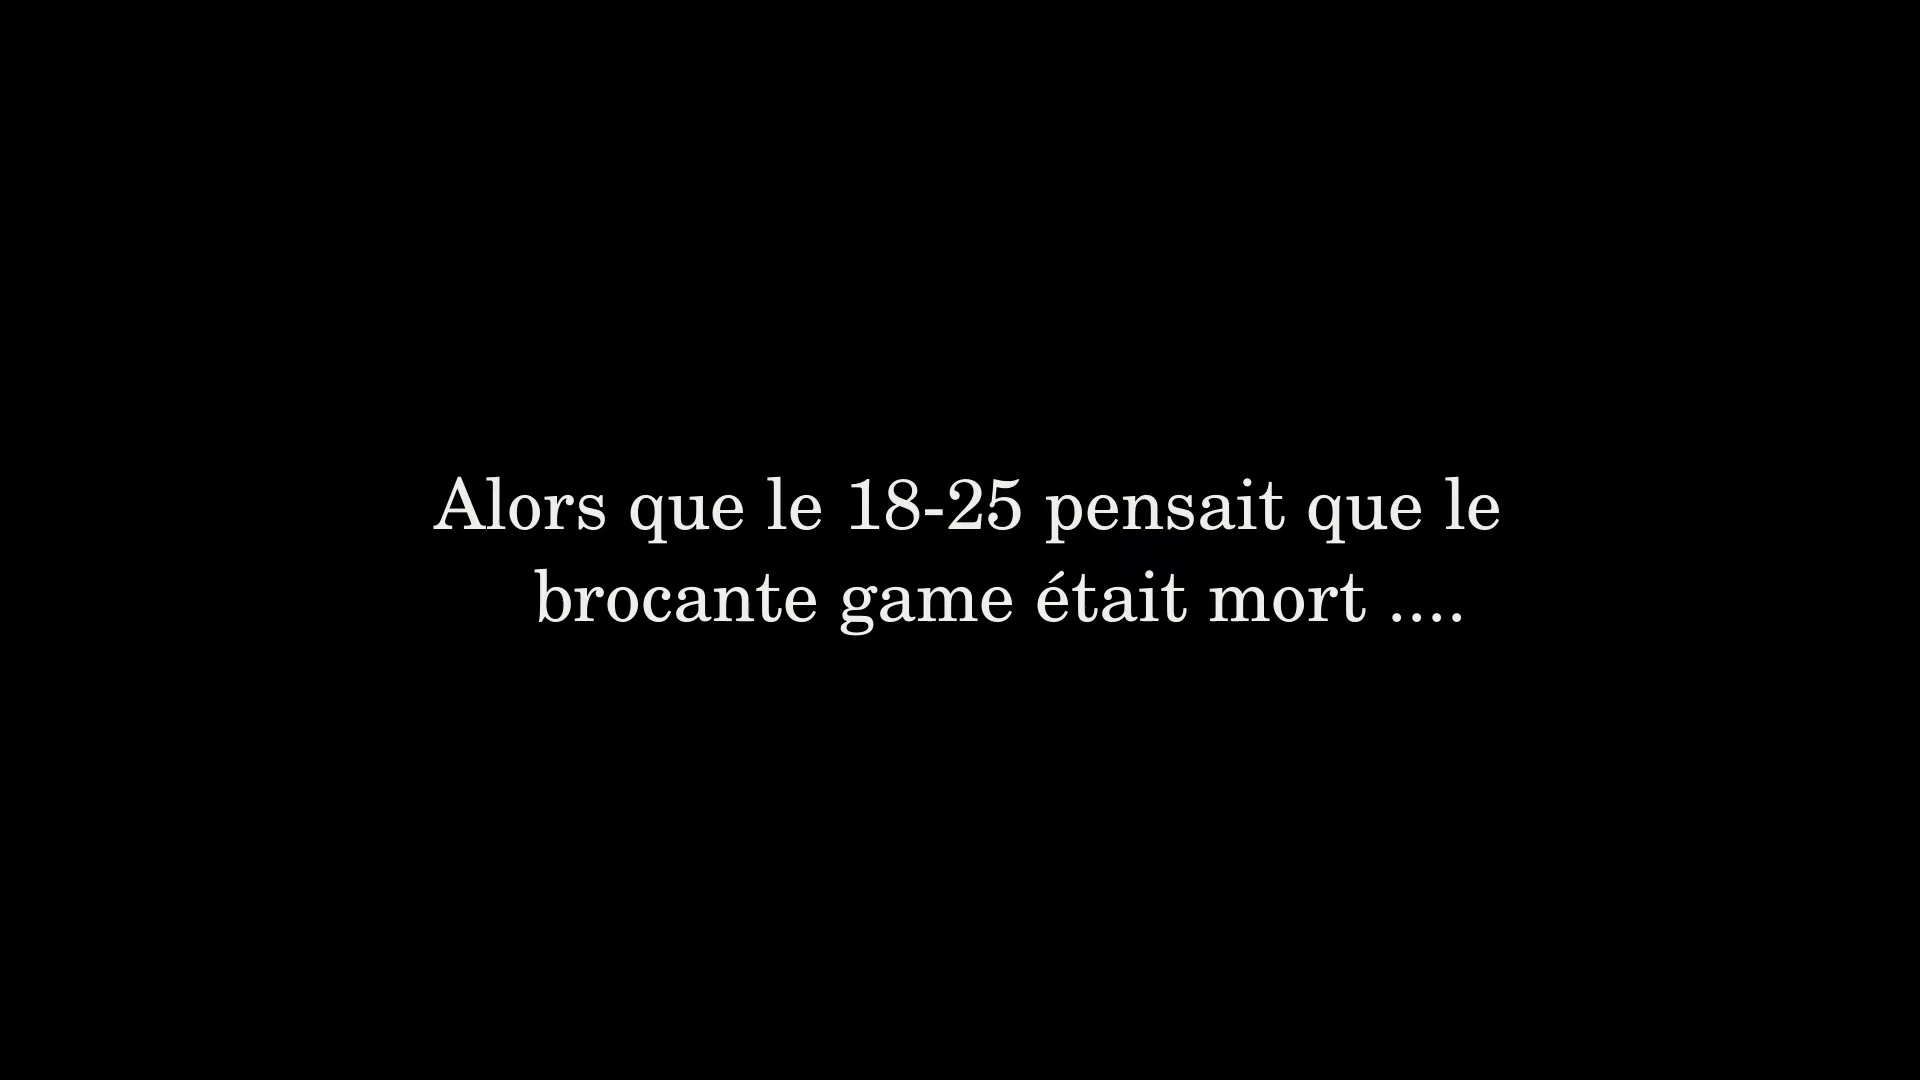 Alors que le 18-25 pensait que le
brocante game était mort ....